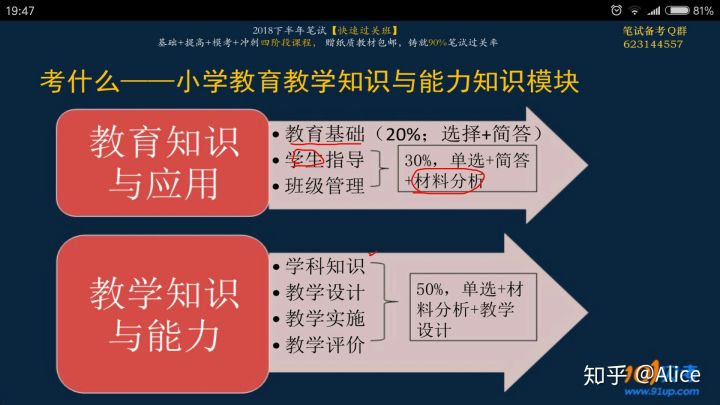 19:47
81%
2018下半年笔试【快速过关班】
基础+提高+模考+冲刺四阶段课程，赠纸质教材包邮，铸就90%笔试过关率
笔试备考Q群
623144557
考什么——小学教育教学知识与能力知识模块
教育知识
与应用
• 教育基础（20%；选择+简答）
• 学生指导
• 班级管理
30%，单选+简答
+材料分析
教学知识
与能力
• 学科知识
• 教学设计
• 教学实施
• 教学评价
50%，单选+材
料分析+教学
设计
知乎 @Alice
www.91up.com